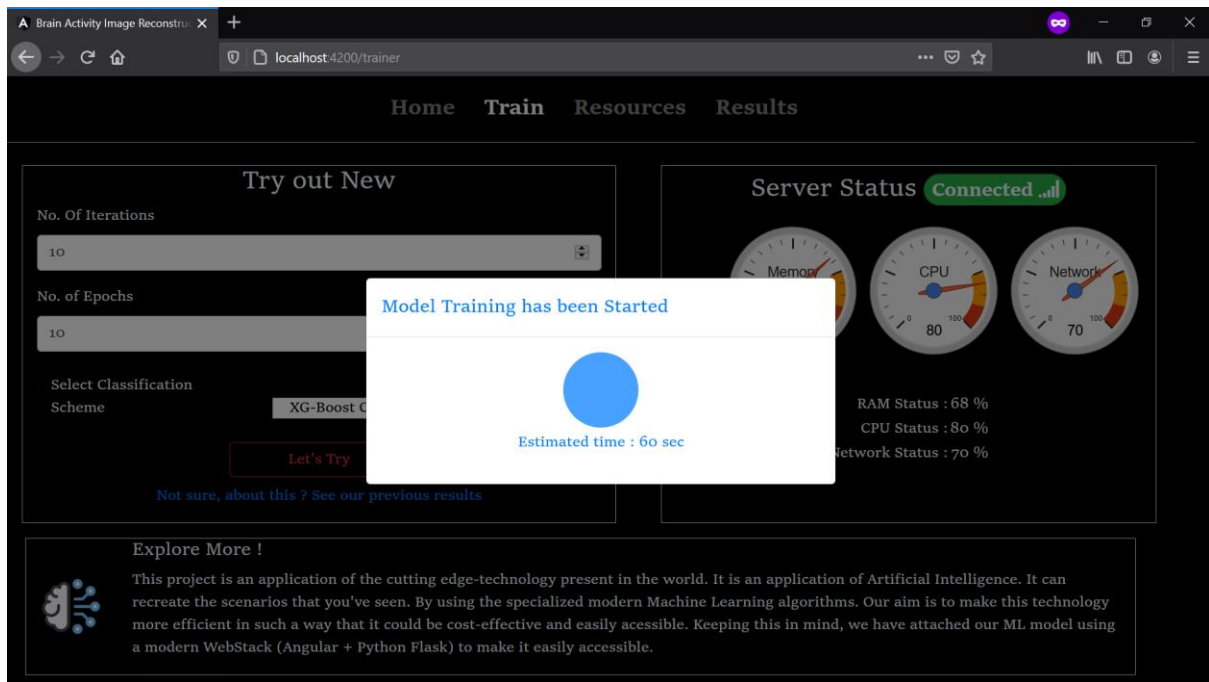 Brain Activity Image Reconstru
localhost:4200/trainer
Home Train Resources Results
Try out New
No. Of Iterations
10
No. of Epochs
10
Select Classification
Scheme
XG-Boost C
Let's Try
Not sure, about this ? See our previous results
Model Training has been Started
Estimated time : 60 sec
Server Status Connected
Memory
CPU
0 100
80
Network
0 100
70
RAM Status : 68 %
CPU Status : 80 %
Network Status : 70 %
Explore More !
This project is an application of the cutting edge-technology present in the world. It is an application of Artificial Intelligence. It can
recreate the scenarios that you've seen. By using the specialized modern Machine Learning algorithms. Our aim is to make this technology
more efficient in such a way that it could be cost-effective and easily acessible. Keeping this in mind, we have attached our ML model using
a modern WebStack (Angular + Python Flask) to make it easily accessible.